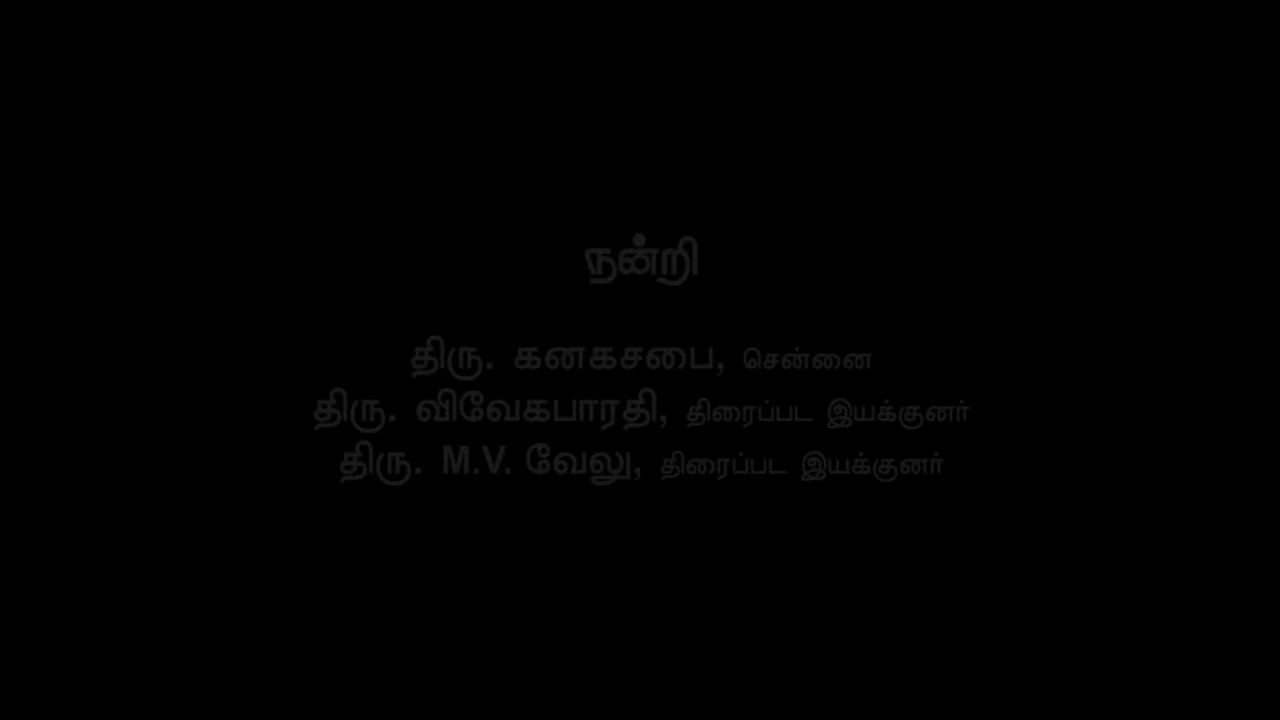 நன்றி
திரு. கனகசபை, சென்னை
திரு. விவேகபாரதி, திரைப்பட இயக்குனர்
திரு. M.V. வேலு, திரைப்பட இயக்குனர்